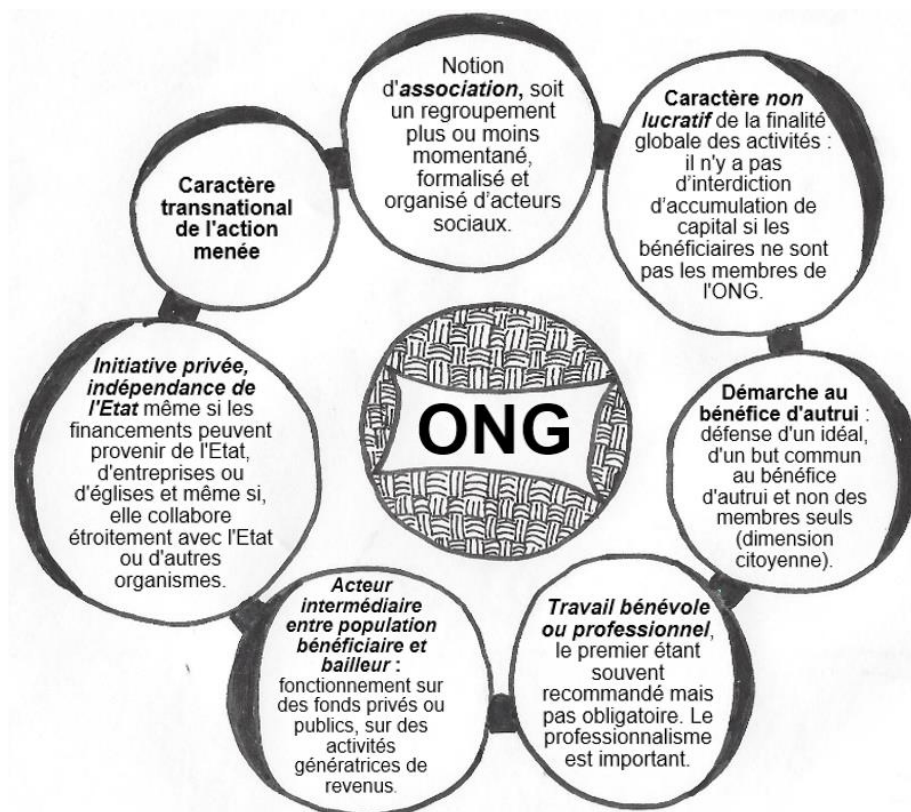 Notion
d'association, soit
un regroupement
plus ou moins
momentané,
formalisé et
organisé d'acteurs
sociaux.
Caractère non
lucratif de la finalité
globale des activités :
il n'y a pas
d'interdiction
d'accumulation de
capital si les
bénéficiaires ne sont
pas les membres de
l'ONG.
Démarche au
bénéfice d'autrui :
défense d'un idéal,
d'un but commun
au bénéfice
d'autrui et non des
membres seuls
(dimension
citoyenne).
Travail bénévole
ou professionnel,
le premier étant
souvent
recommandé mais
pas obligatoire. Le
professionnalisme
est important.
Acteur
intermédiaire
entre population
bénéficiaire et
bailleur :
fonctionnement sur
des fonds privés ou
publics, sur des
activités
génératrices de
revenus.
Initiative privée,
indépendance de
l'Etat même si les
financements peuvent
provenir de l'Etat,
d'entreprises ou
d'églises et même si,
elle collabore
étroitement avec l'Etat
ou d'autres
organismes.
Caractère
transnational
de l'action
menée
ONG